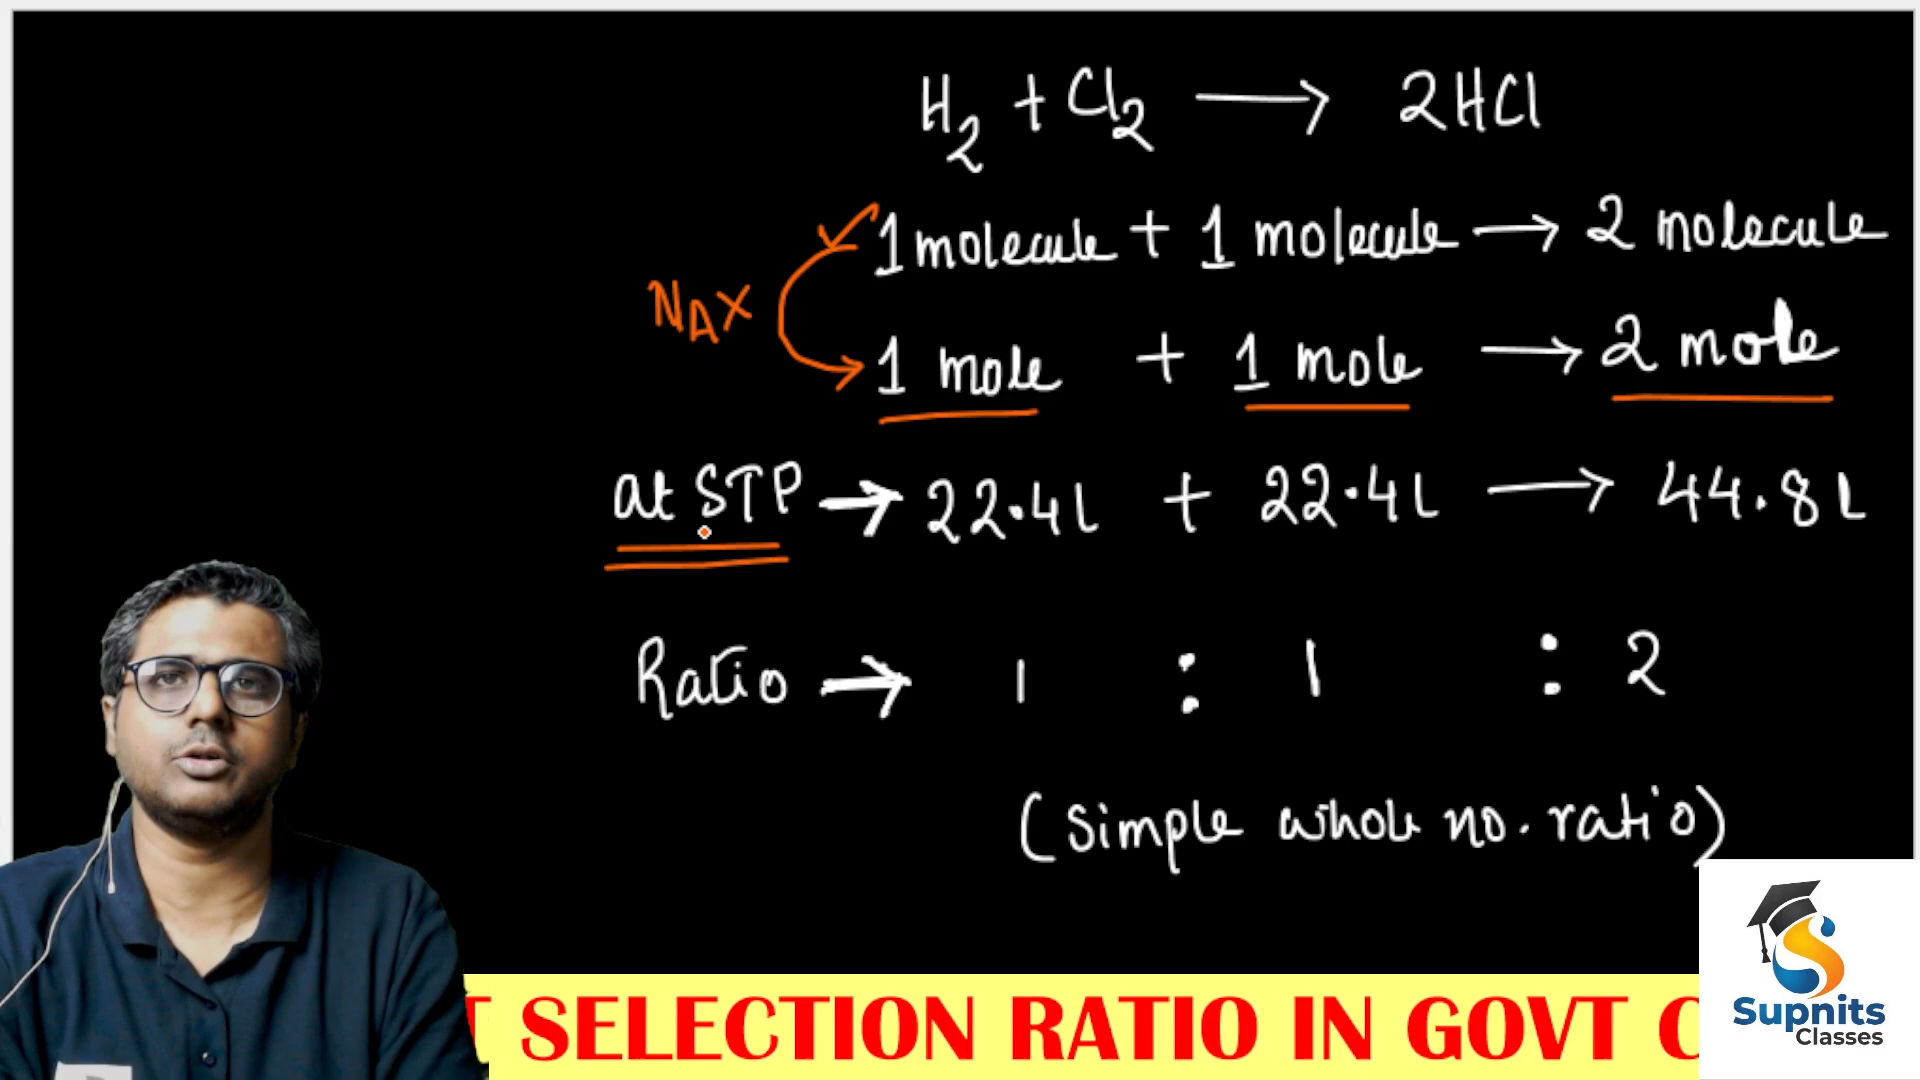 H2 + Cl2 → 2HCl
1 molecule + 1 molecule → 2 molecule
NAX
1 mole + 1 mole → 2 mole
at STP → 22.4L + 22.4L → 44.8L
Ratio → 1 : 1 : 2
(simple whole no. ratio)
T SELECTION RATIO IN GOVT C
Supnits
Classes